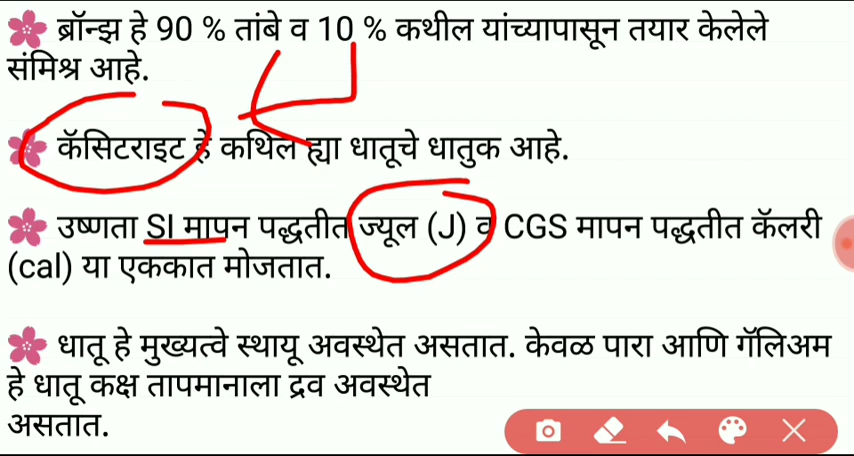 ब्रॉन्झ हे 90 % तांबे व 10 % कथील यांच्यापासून तयार केलेले
संमिश्र आहे.
कॅसिटराइट हे कथिल ह्या धातूचे धातुक आहे.
उष्णता SI मापन पद्धतीत ज्यूल (J) व CGS मापन पद्धतीत कॅलरी
(cal) या एककात मोजतात.
धातू हे मुख्यत्वे स्थायू अवस्थेत असतात. केवळ पारा आणि गॅलिअम
हे धातू कक्ष तापमानाला द्रव अवस्थेत
असतात.